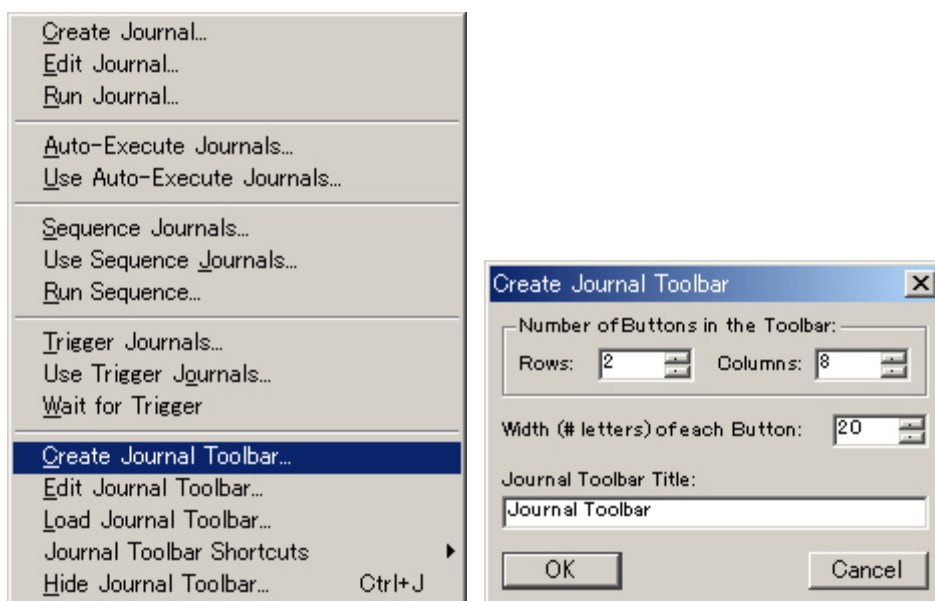 Create Journal...
Edit Journal...
Run Journal...
Auto-Execute Journals...
Use Auto-Execute Journals...
Sequence Journals...
Use Sequence Journals...
Run Sequence...
Trigger Journals...
Use Trigger Journals...
Wait for Trigger
Create Journal Toolbar...
Edit Journal Toolbar...
Load Journal Toolbar...
Journal Toolbar Shortcuts
Hide Journal Toolbar... Ctrl+J
Create Journal Toolbar
Number of Buttons in the Toolbar:
Rows: 2 Columns: 8
Width (# letters) of each Button: 20
Journal Toolbar Title:
Journal Toolbar
OK Cancel